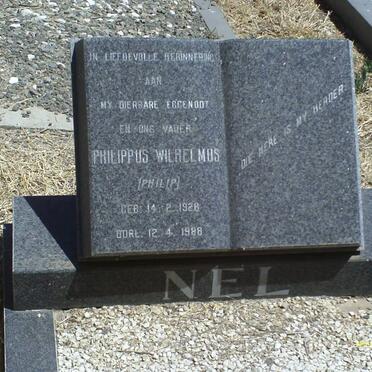 IN LIEFDEVOLLE HERINNERING
AAN
MY DIERBARE EGGENOOT
EN ONS VADER
PHILIPPUS WILHELMUS
(PHILIP)
GEB: 14.2.1928
OORL: 12.4.1988
DIE HERE IS MY HERDER.
NEL